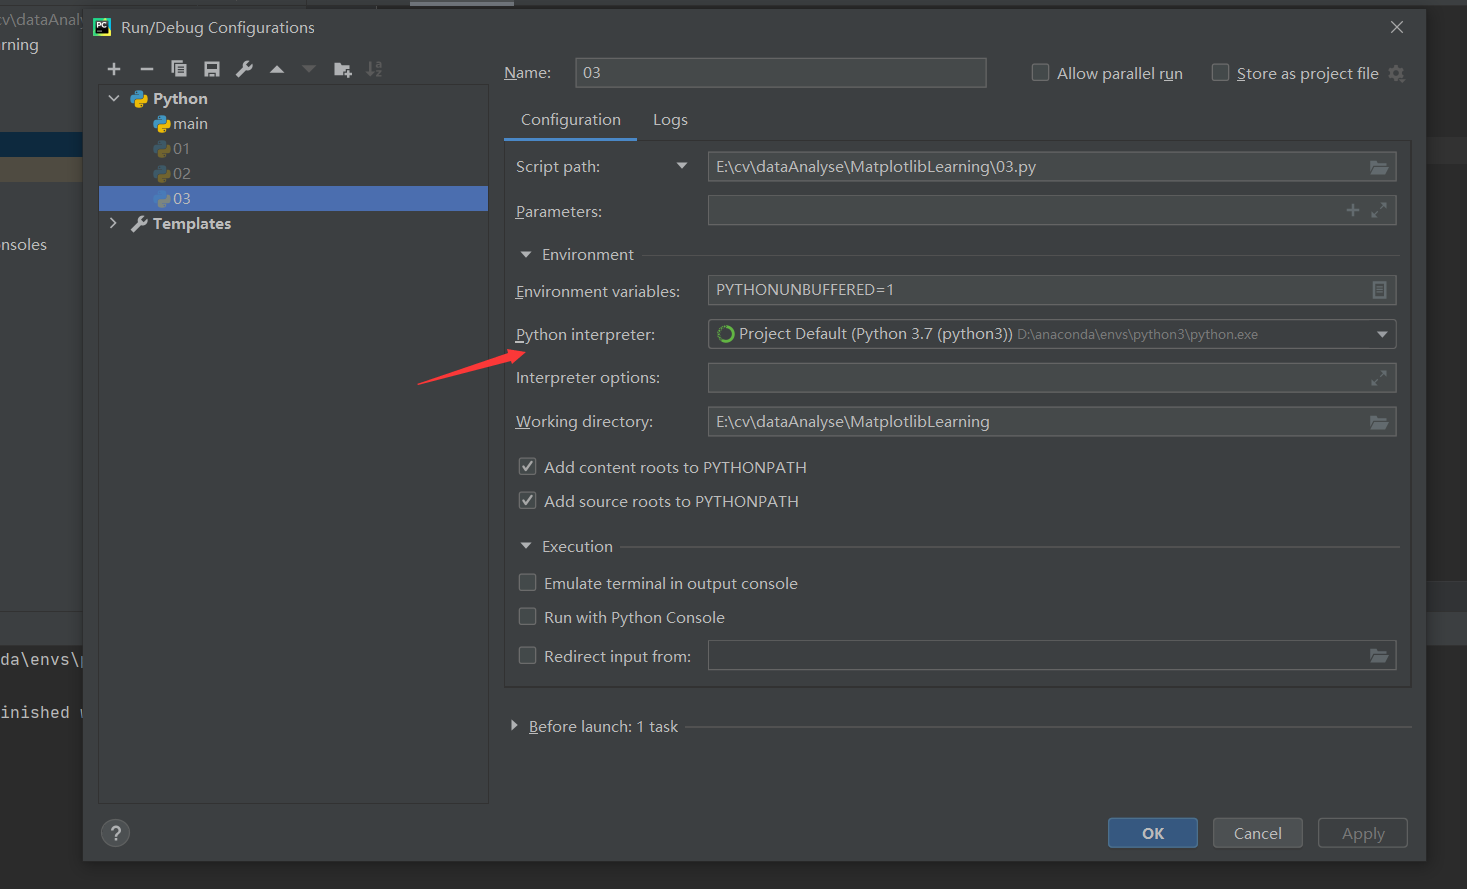 Run/Debug Configurations
cv\dataAnaly
rning
nsoles
da\envs\
inished
Python
main
01
02
03
Templates
Name: 03
Allow parallel run
Store as project file
Configuration Logs
Script path: E:\cv\dataAnalyse\MatplotlibLearning\03.py
Parameters:
Environment
Environment variables: PYTHONUNBUFFERED=1
Python interpreter: Project Default (Python 3.7 (python3)) D:\anaconda\envs\python3\python.exe
Interpreter options:
Working directory: E:\cv\dataAnalyse\MatplotlibLearning
Add content roots to PYTHONPATH
Add source roots to PYTHONPATH
Execution
Emulate terminal in output console
Run with Python Console
Redirect input from:
Before launch: 1 task
?
OK Cancel Apply